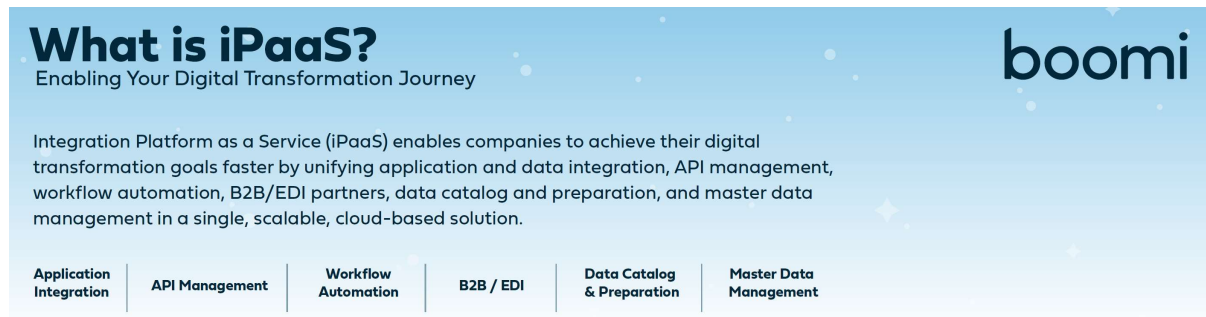 What is iPaaS?
Enabling Your Digital Transformation Journey
boomi
Integration Platform as a Service (iPaaS) enables companies to achieve their digital
transformation goals faster by unifying application and data integration, API management,
workflow automation, B2B/EDI partners, data catalog and preparation, and master data
management in a single, scalable, cloud-based solution.
Application
Integration
API Management
Workflow
Automation
B2B / EDI
Data Catalog
& Preparation
Master Data
Management